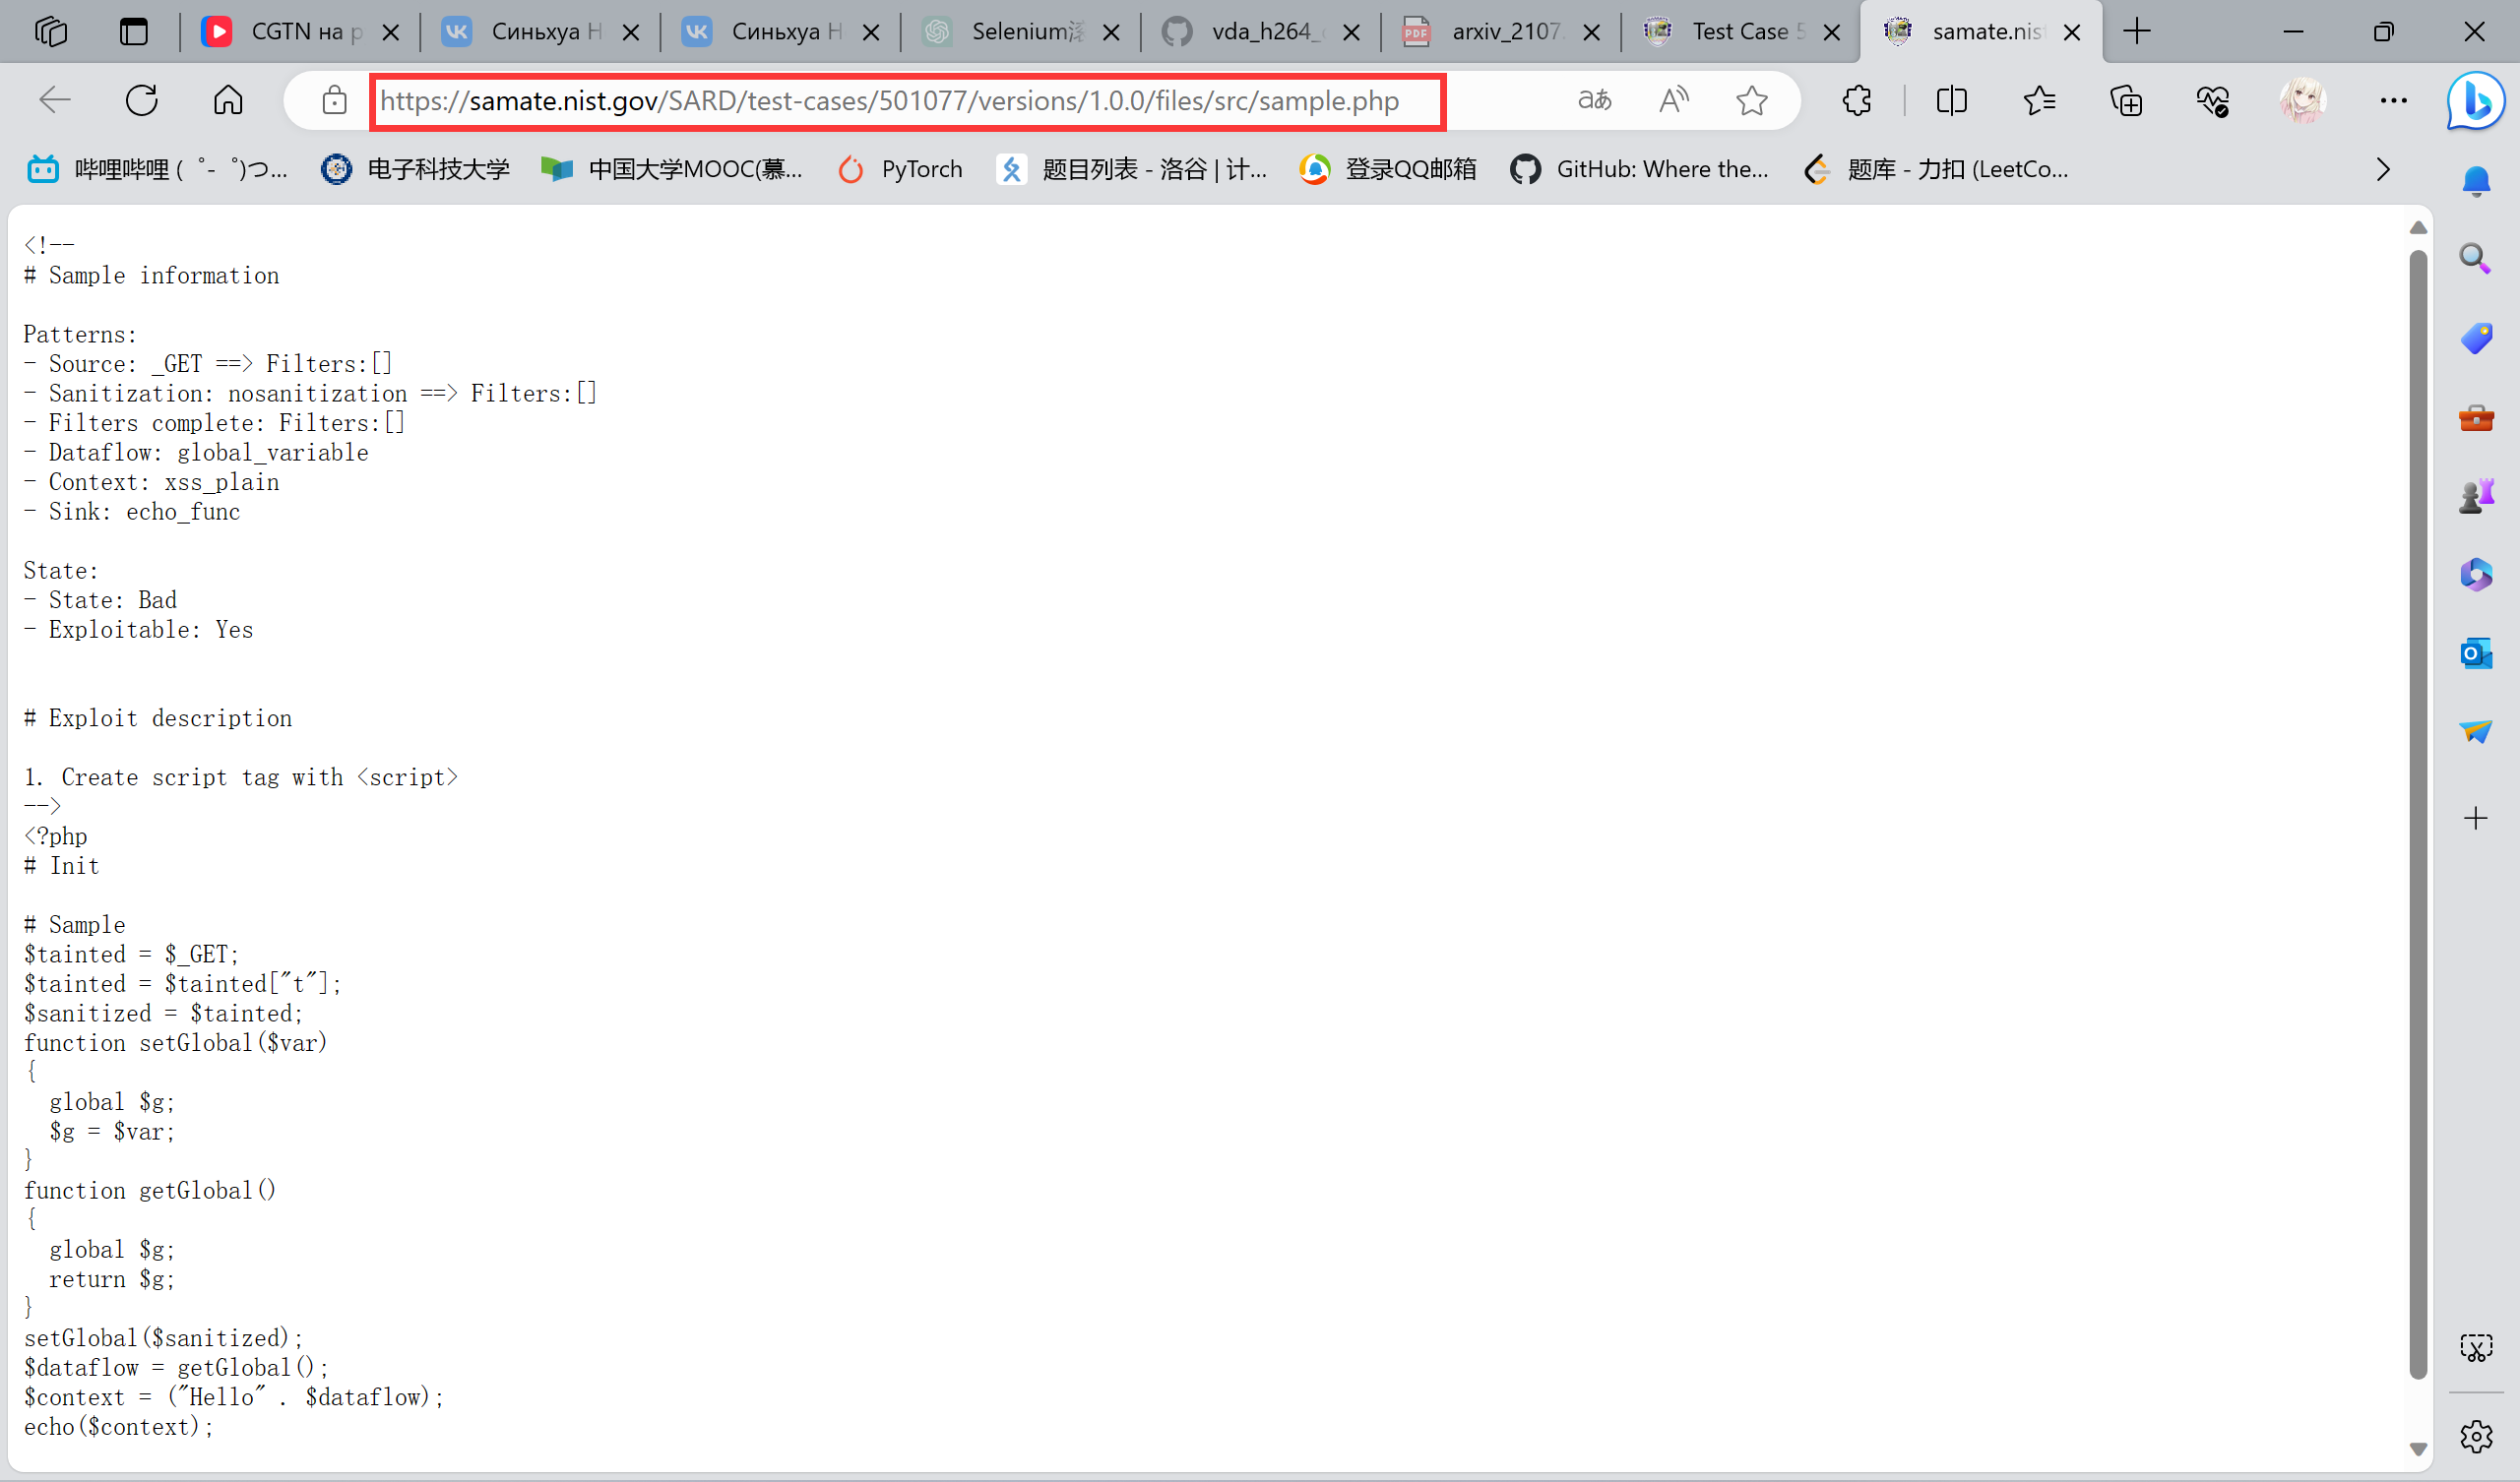 CGTN на р
Синьхуа Н
Синьхуа Н
Selenium
vda_h264_
arxiv_2107.
Test Case 5
samate.nis
https://samate.nist.gov/SARD/test-cases/501077/versions/1.0.0/files/src/sample.php
哔哩哔哩 (゜-゜)つ...
电子科技大学
中国大学MOOC(慕...
PyTorch
题目列表 - 洛谷 | 计...
登录QQ邮箱
GitHub: Where the...
题库 - 力扣 (LeetCo...
<!--
# Sample information
Patterns:
- Source: _GET ==> Filters:[]
- Sanitization: nosanitization ==> Filters:[]
- Filters complete: Filters:[]
- Dataflow: global_variable
- Context: xss_plain
- Sink: echo_func
State:
- State: Bad
- Exploitable: Yes
# Exploit description
1. Create script tag with <script>
-->
<?php
# Init
# Sample
$tainted = $_GET;
$tainted = $tainted["t"];
$sanitized = $tainted;
function setGlobal($var)
{
  global $g;
  $g = $var;
}
function getGlobal()
{
  global $g;
  return $g;
}
setGlobal($sanitized);
$dataflow = getGlobal();
$context = ("Hello" . $dataflow);
echo($context);